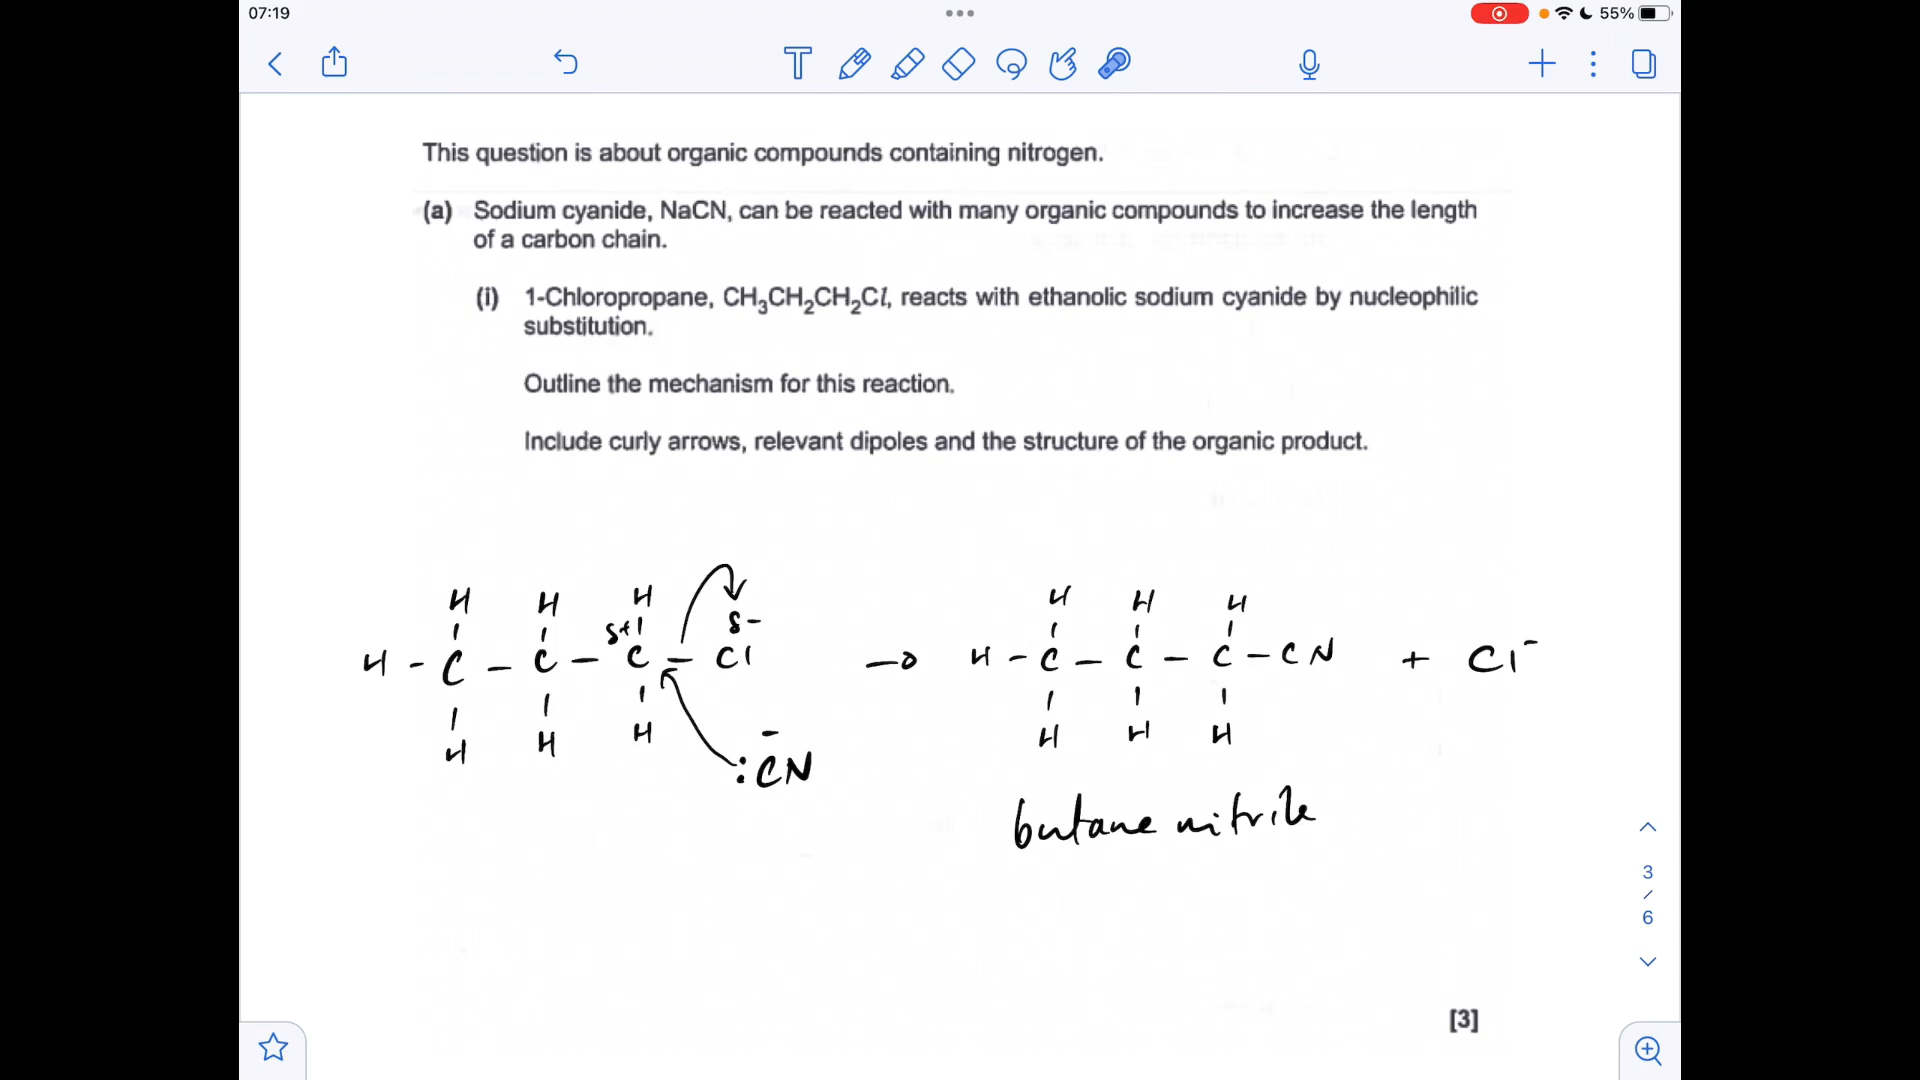 07:19
55%
T
This question is about organic compounds containing nitrogen.
(a) Sodium cyanide, NaCN, can be reacted with many organic compounds to increase the length
of a carbon chain.
(i) 1-Chloropropane, CH₃CH₂CH₂Cl, reacts with ethanolic sodium cyanide by nucleophilic
substitution.
Outline the mechanism for this reaction.
Include curly arrows, relevant dipoles and the structure of the organic product.
H H H H H H
δ+ δ-
H - C - C - C - Cl → H - C - C - C - CN + Cl⁻
H H H H H H
-
:CN
butane nitrile
3
/
6
[3]